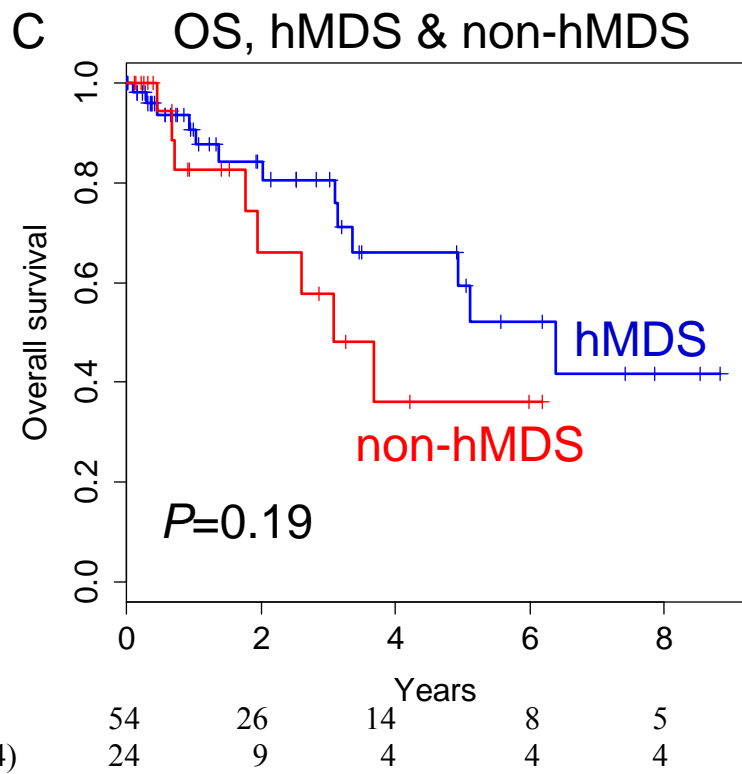 C
OS, hMDS & non-hMDS
Overall survival
1.0
0.8
0.6
0.4
0.2
0.0
hMDS
non-hMDS
P=0.19
0 2 4 6 8
Years
54 26 14 8 5
4) 24 9 4 4 4